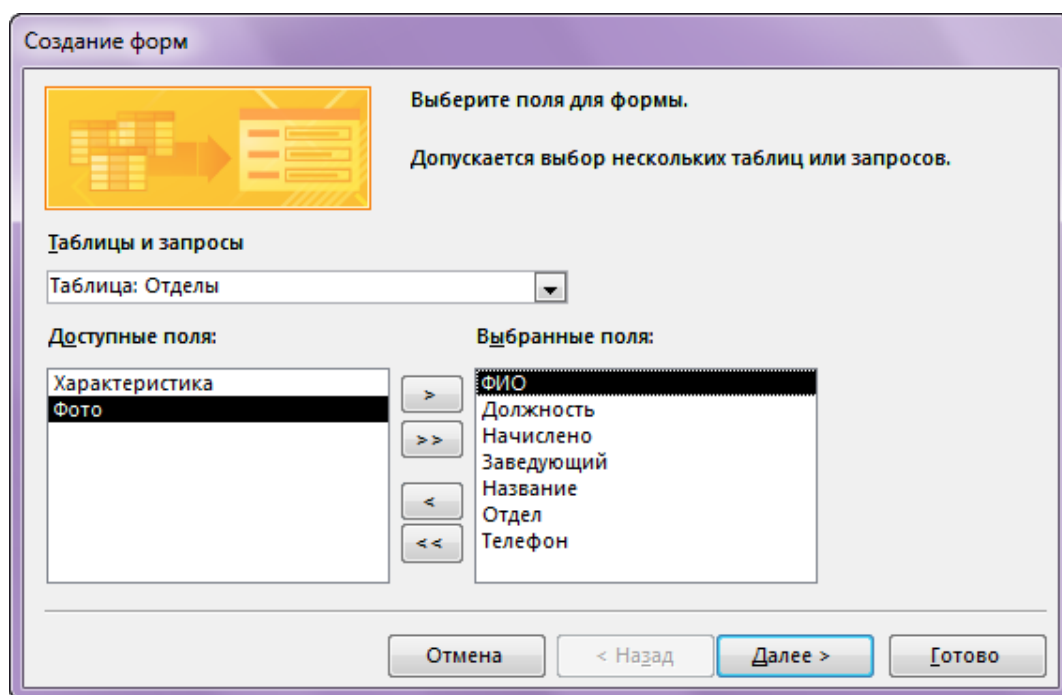 Создание форм
Выберите поля для формы.
Допускается выбор нескольких таблиц или запросов.
Таблицы и запросы
Таблица: Отделы
Доступные поля:
Выбранные поля:
Характеристика
Фото
>
>>
<
<<
ФИО
Должность
Начислено
Заведующий
Название
Отдел
Телефон
Отмена
< Назад
Далее >
Готово